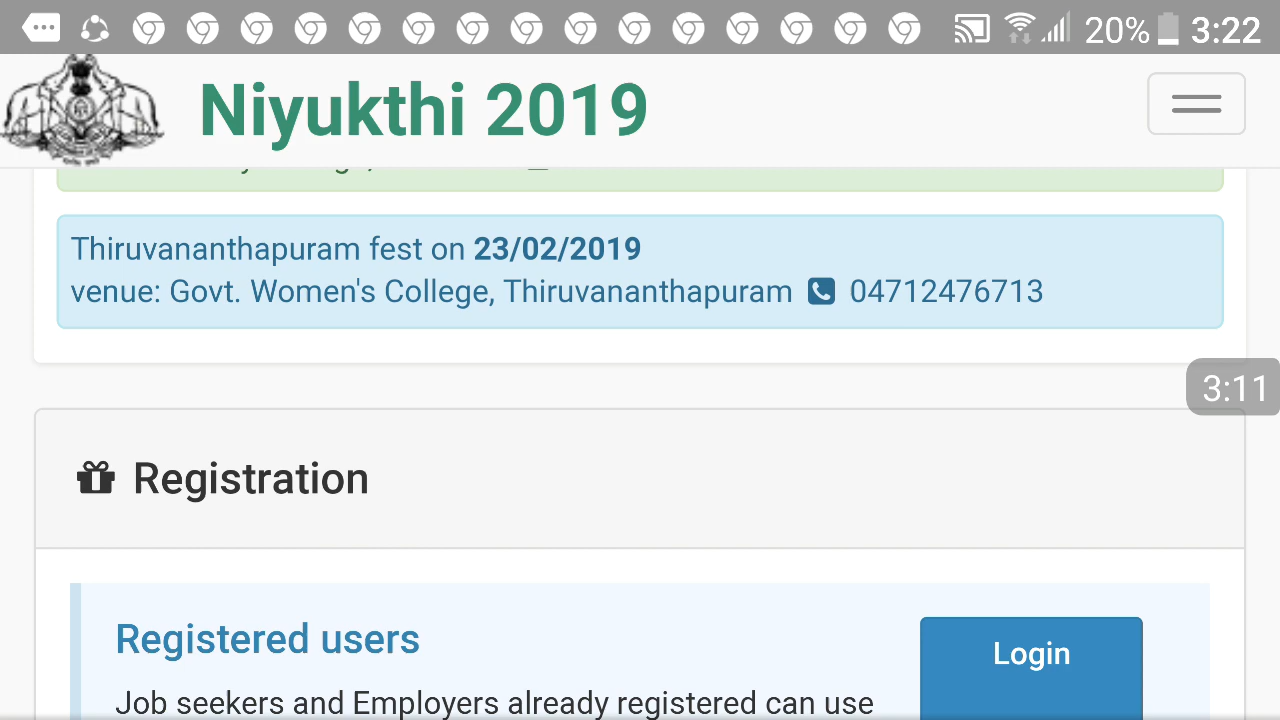 20% 3:22
Niyukthi 2019
Thiruvananthapuram fest on 23/02/2019
venue: Govt. Women's College, Thiruvananthapuram 04712476713
3:11
Registration
Registered users
Login
Job seekers and Employers already registered can use